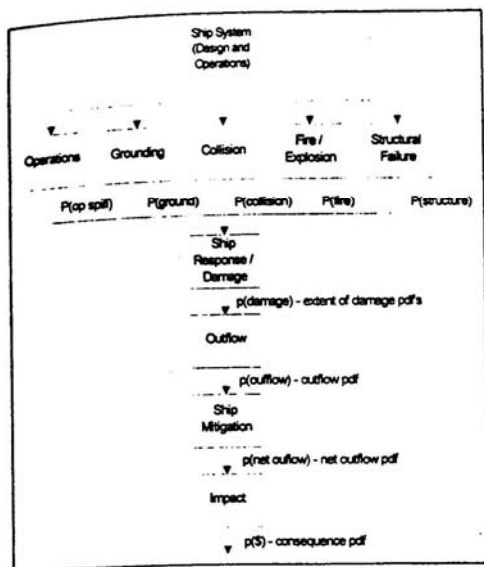 Ship System
(Design and
Operations)
Operations Grounding Collision Fire / Explosion Structural Failure
P(op spill) P(ground) P(collision) P(fire) P(structure)
Ship
Response /
Damage
p(damage) - extent of damage pdf's
Outflow
p(outflow) - outflow pdf
Ship
Mitigation
p(net ouflow) - net outflow pdf
Impact
p($) - consequence pdf